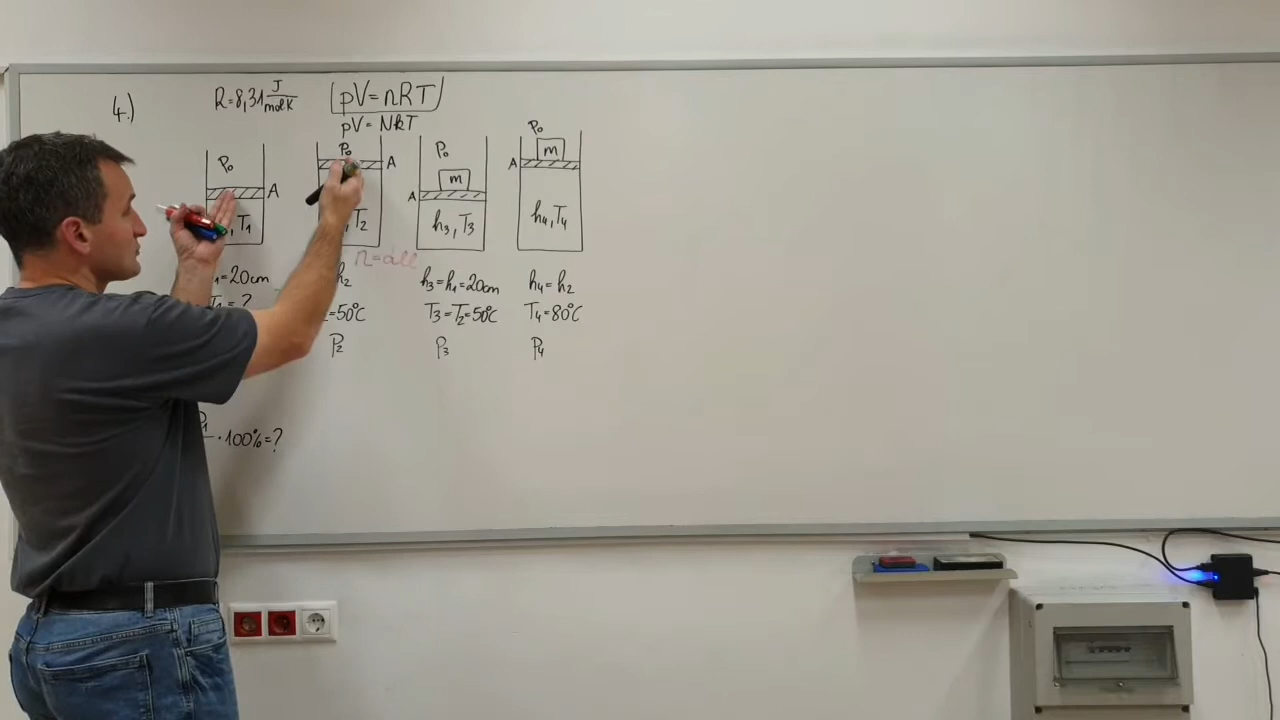 4.)
R=8,31 J/molK
pV=nRT
pV=NkT
p₀
A
T₁
p₀
A
,T₂
p₀
m
A
h₃,T₃
p₀
m
A
h₄,T₄
n=áll
=20cm
T₁=?
h₂
=50°C
p₂
h₃=h₁=20cm
T₃=T₂=50°C
p₃
h₄=h₂
T₄=80°C
p₄
·100%=?